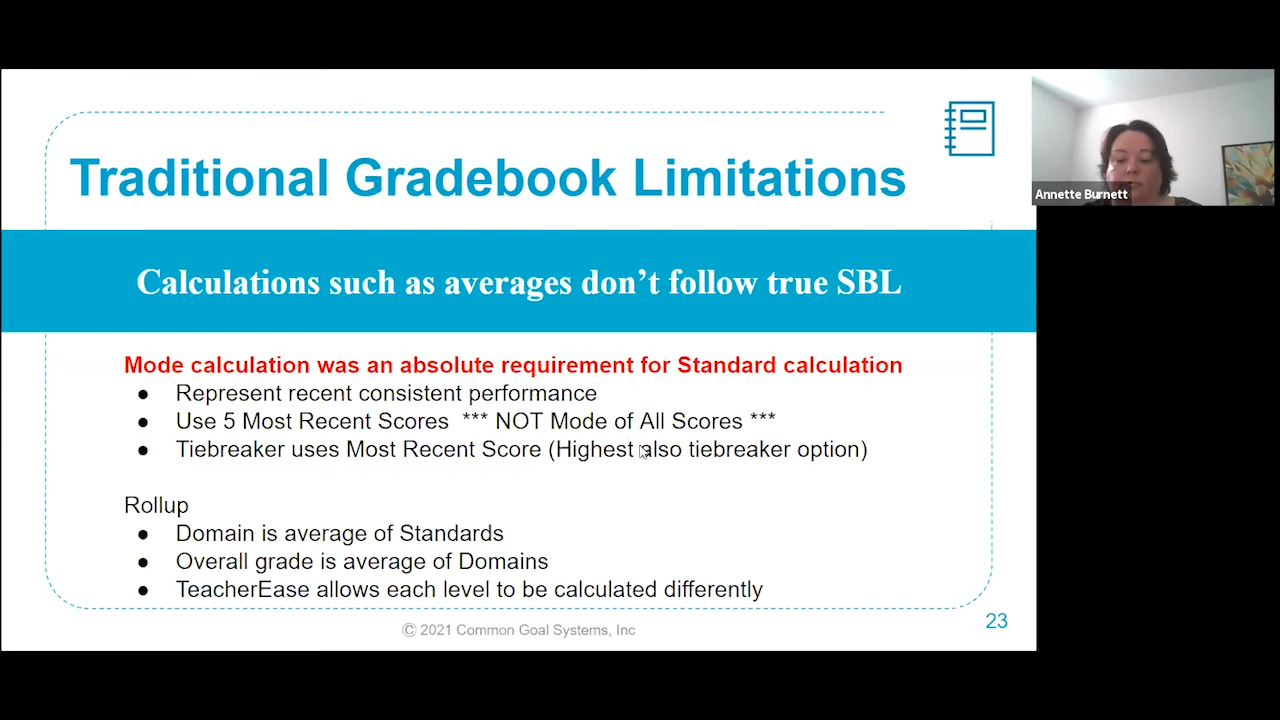 Traditional Gradebook Limitations
Annette Burnett
Calculations such as averages don’t follow true SBL
Mode calculation was an absolute requirement for Standard calculation
● Represent recent consistent performance
● Use 5 Most Recent Scores *** NOT Mode of All Scores ***
● Tiebreaker uses Most Recent Score (Highest also tiebreaker option)
Rollup
● Domain is average of Standards
● Overall grade is average of Domains
● TeacherEase allows each level to be calculated differently
© 2021 Common Goal Systems, Inc
23